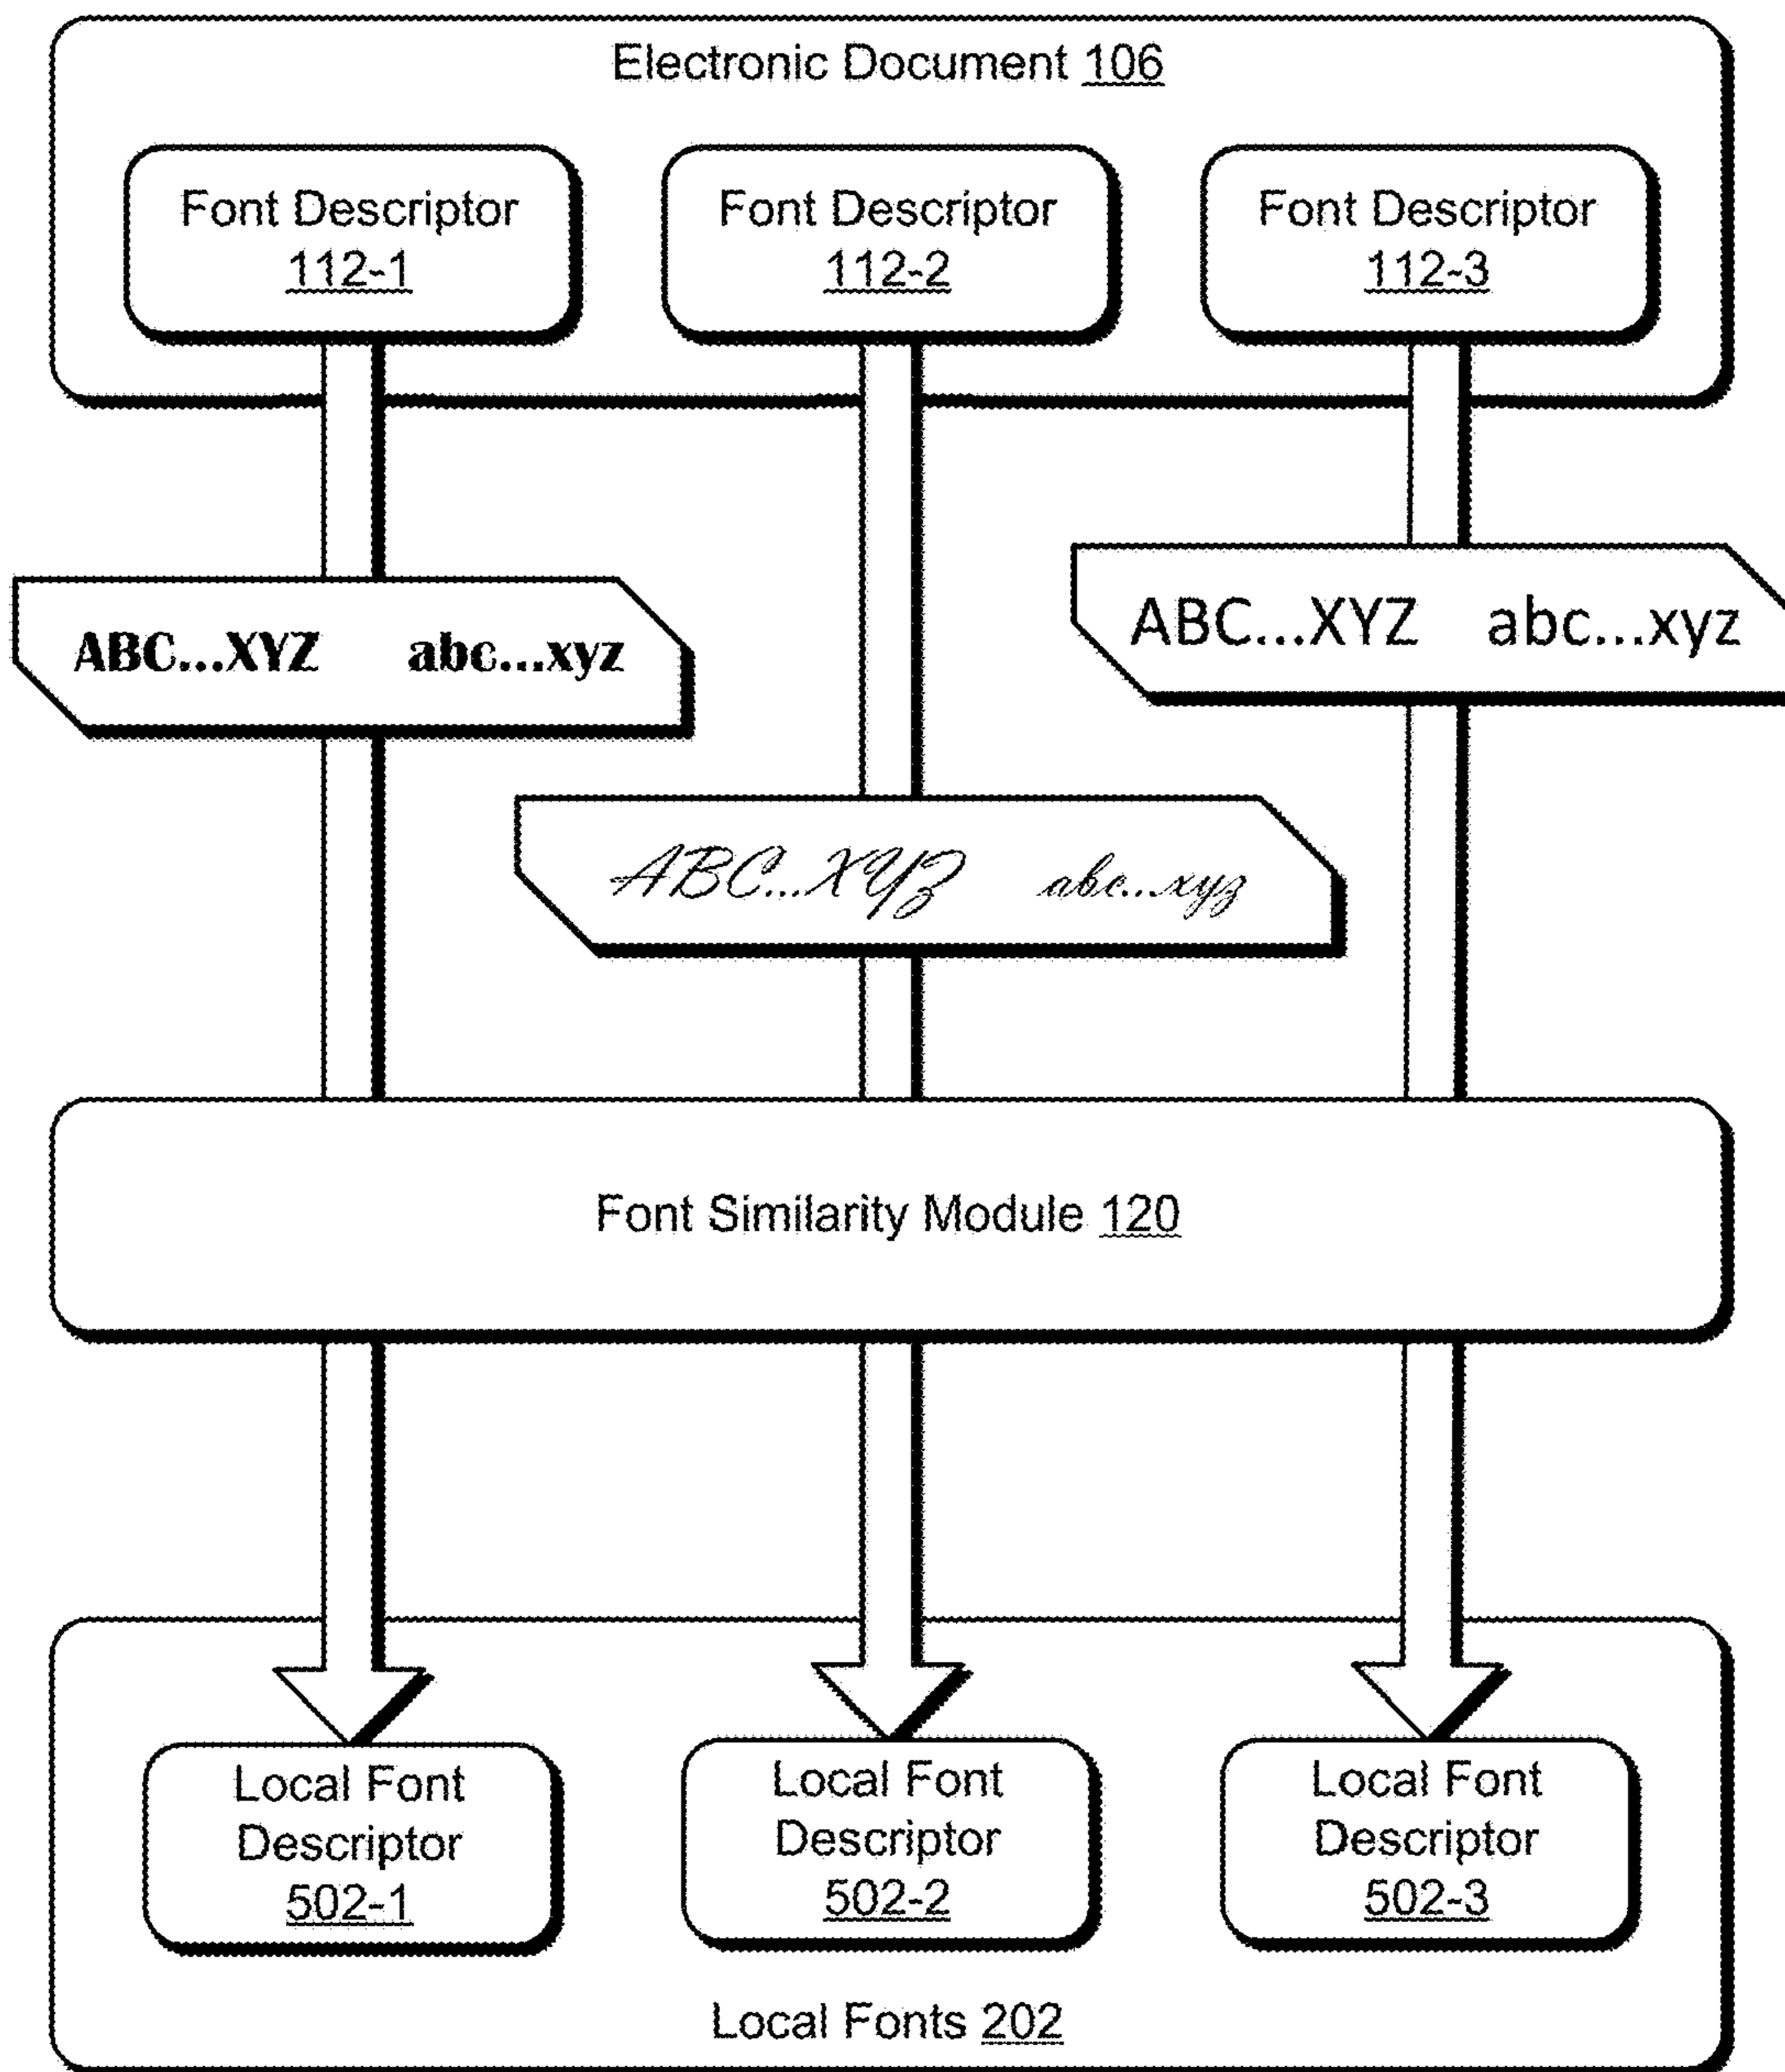 Electronic Document 106
Font Descriptor
112-1
Font Descriptor
112-2
Font Descriptor
112-3
ABC...XYZ abc...xyz
ABC...XYZ abc...xyz
ABC...XYZ abc...xyz
Font Similarity Module 120
Local Font
Descriptor
502-1
Local Font
Descriptor
502-2
Local Font
Descriptor
502-3
Local Fonts 202